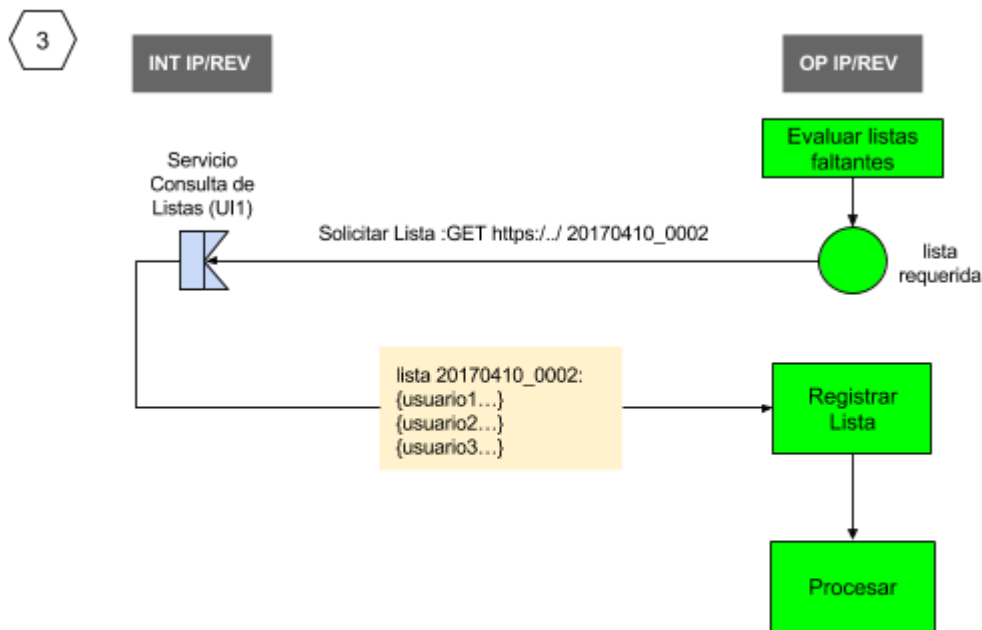 3
INT IP/REV
OP IP/REV
Evaluar listas
faltantes
Servicio
Consulta de
Listas (UI1)
Solicitar Lista :GET https:/../ 20170410_0002
lista
requerida
lista 20170410_0002:
{usuario1...}
{usuario2...}
{usuario3...}
Registrar
Lista
Procesar